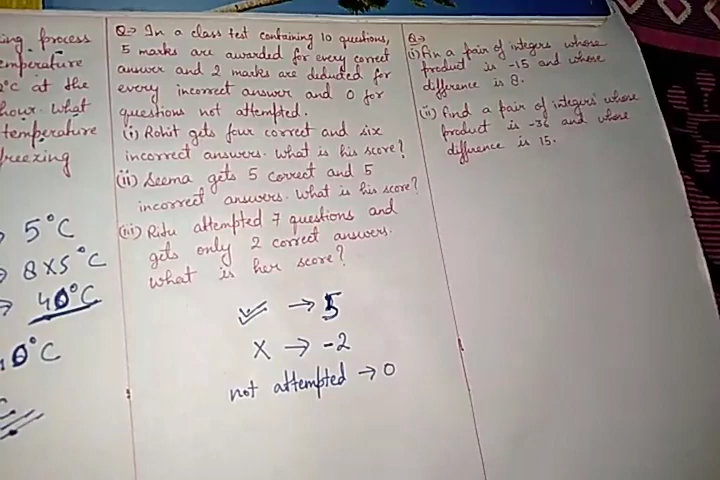 ing process
emperature
2°C at the
hour. What
temperature
freezing
5°C
8x5°C
40°C
0°C
Q→ In a class test containing 10 questions,
5 marks are awarded for every correct
answer and 2 marks are deducted for
every incorrect answer and 0 for
questions not attempted.
(i) Rohit gets four correct and six
incorrect answers. What is his score?
(ii) Seema gets 5 correct and 5
incorrect answers. What is his score?
(iii) Ritu attempted 7 questions and
gets only 2 correct answers.
What is her score?
✓ → 5
X → -2
not attempted → 0
Q→
(i) Fin a pair of integers whose
product is -15 and whose
difference is 8.
(ii) Find a pair of integers whose
product is -36 and whose
difference is 15.